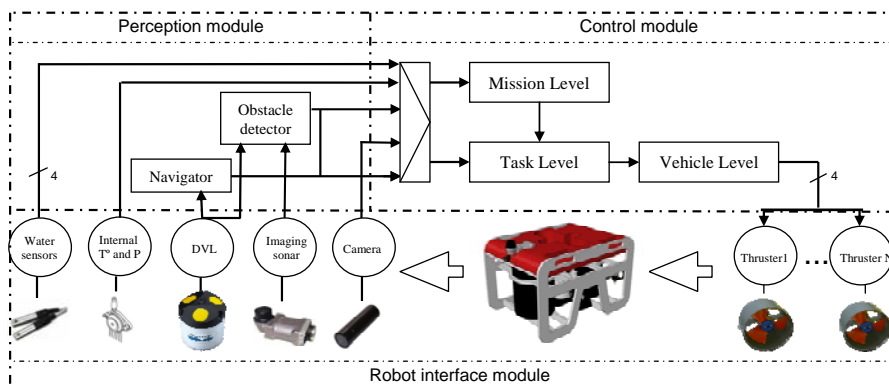 Perception module
Control module
Obstacle
detector
Mission Level
Navigator
Task Level
Vehicle Level
4
4
Water
sensors
Internal
Tº and P
DVL
Imaging
sonar
Camera
Thruster1
...
Thruster N
Robot interface module